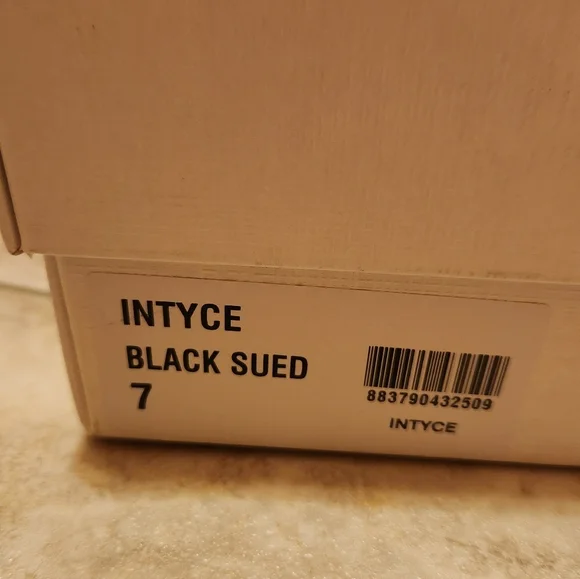 INTYCE
BLACK SUED
7
883790432509
INTYCE